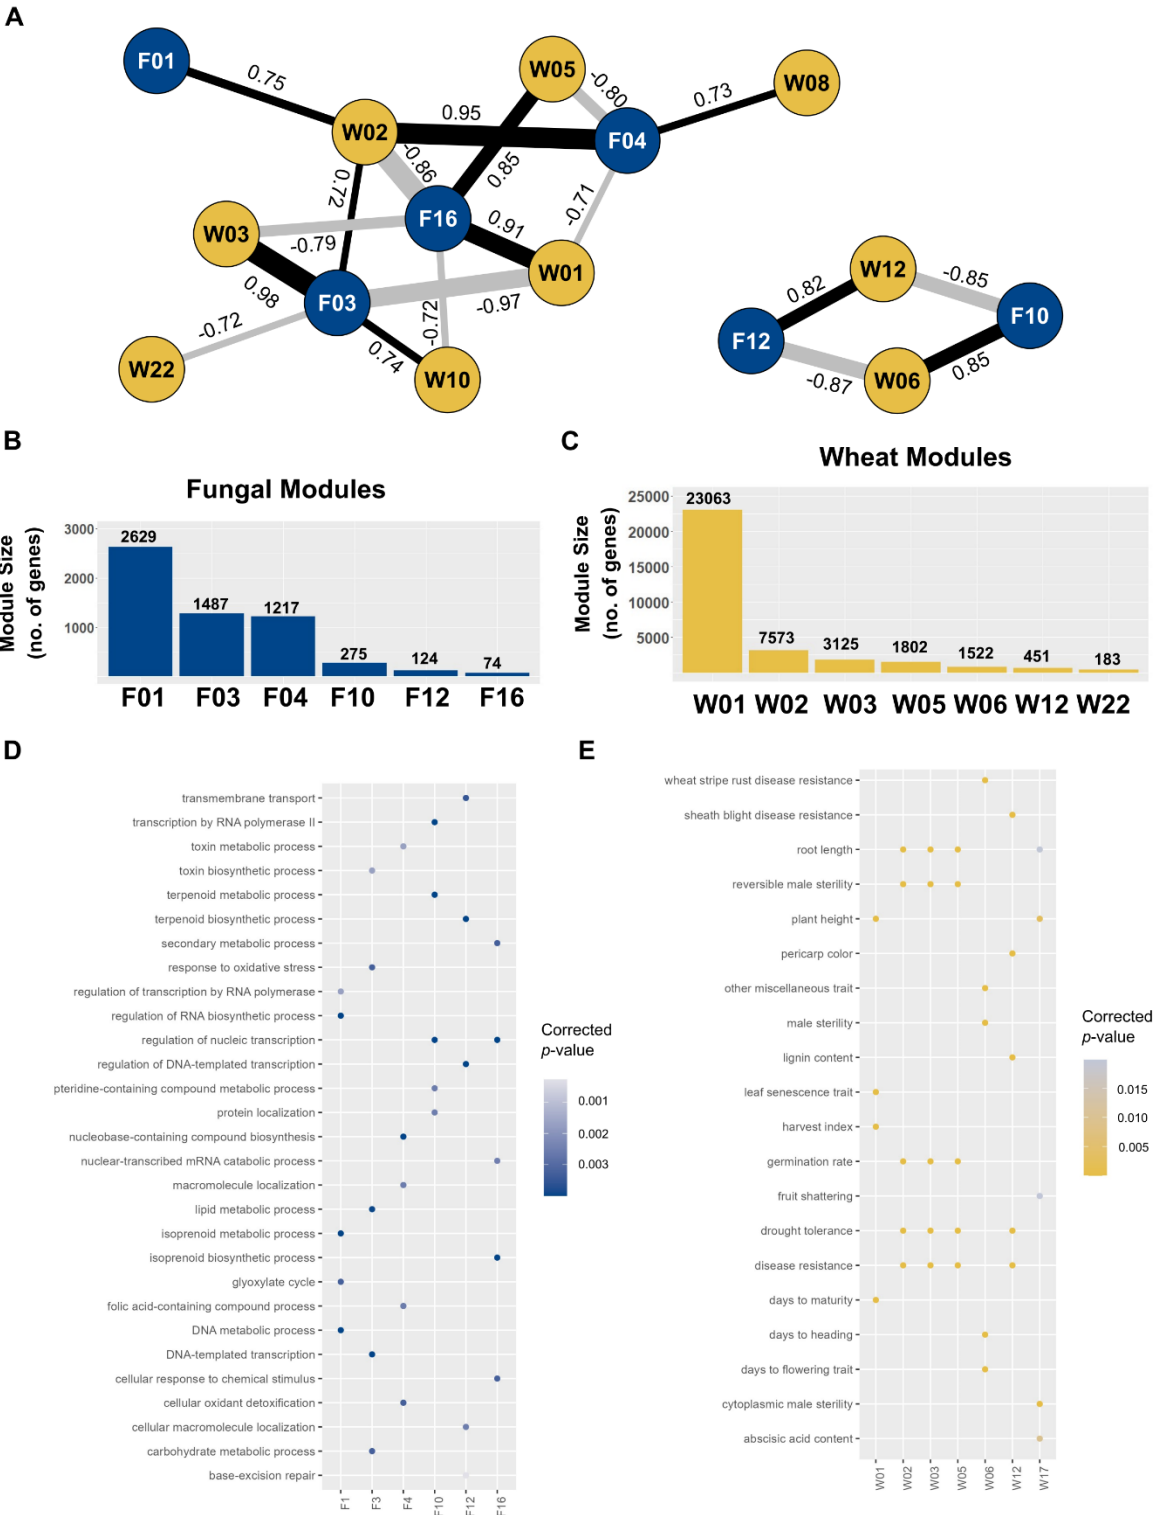 A
F01
W05
W08
0.75
-0.80
0.73
W02
0.95
F04
-0.86
0.85
0.72
-0.71
F16
0.91
W03
-0.79
W01
0.98
F03
-0.97
-0.72
-0.72
0.74
W22
W10
W12
0.82
-0.85
F12
F10
-0.87
W06
0.85
B
Fungal Modules
Module Size
(no. of genes)
3000
2000
1000
2629
1487
1217
275
124
74
F01 F03 F04 F10 F12 F16
C
Wheat Modules
Module Size
(no. of genes)
25000
20000
15000
10000
5000
23063
7573
3125
1802
1522
451
183
W01 W02 W03 W05 W06 W12 W22
D
transmembrane transport
transcription by RNA polymerase II
toxin metabolic process
toxin biosynthetic process
terpenoid metabolic process
terpenoid biosynthetic process
secondary metabolic process
response to oxidative stress
regulation of transcription by RNA polymerase
regulation of RNA biosynthetic process
regulation of nucleic transcription
regulation of DNA-templated transcription
pteridine-containing compound metabolic process
protein localization
nucleobase-containing compound biosynthesis
nuclear-transcribed mRNA catabolic process
macromolecule localization
lipid metabolic process
isoprenoid metabolic process
isoprenoid biosynthetic process
glyoxylate cycle
folic acid-containing compound process
DNA metabolic process
DNA-templated transcription
cellular response to chemical stimulus
cellular oxidant detoxification
cellular macromolecule localization
carbohydrate metabolic process
base-excision repair
F1
F3
F4
F10
F12
F16
Corrected
p-value
0.001
0.002
0.003
E
wheat stripe rust disease resistance
sheath blight disease resistance
root length
reversible male sterility
plant height
pericarp color
other miscellaneous trait
male sterility
lignin content
leaf senescence trait
harvest index
germination rate
fruit shattering
drought tolerance
disease resistance
days to maturity
days to heading
days to flowering trait
cytoplasmic male sterility
abscisic acid content
W01
W02
W03
W05
W06
W12
W17
Corrected
p-value
0.015
0.010
0.005